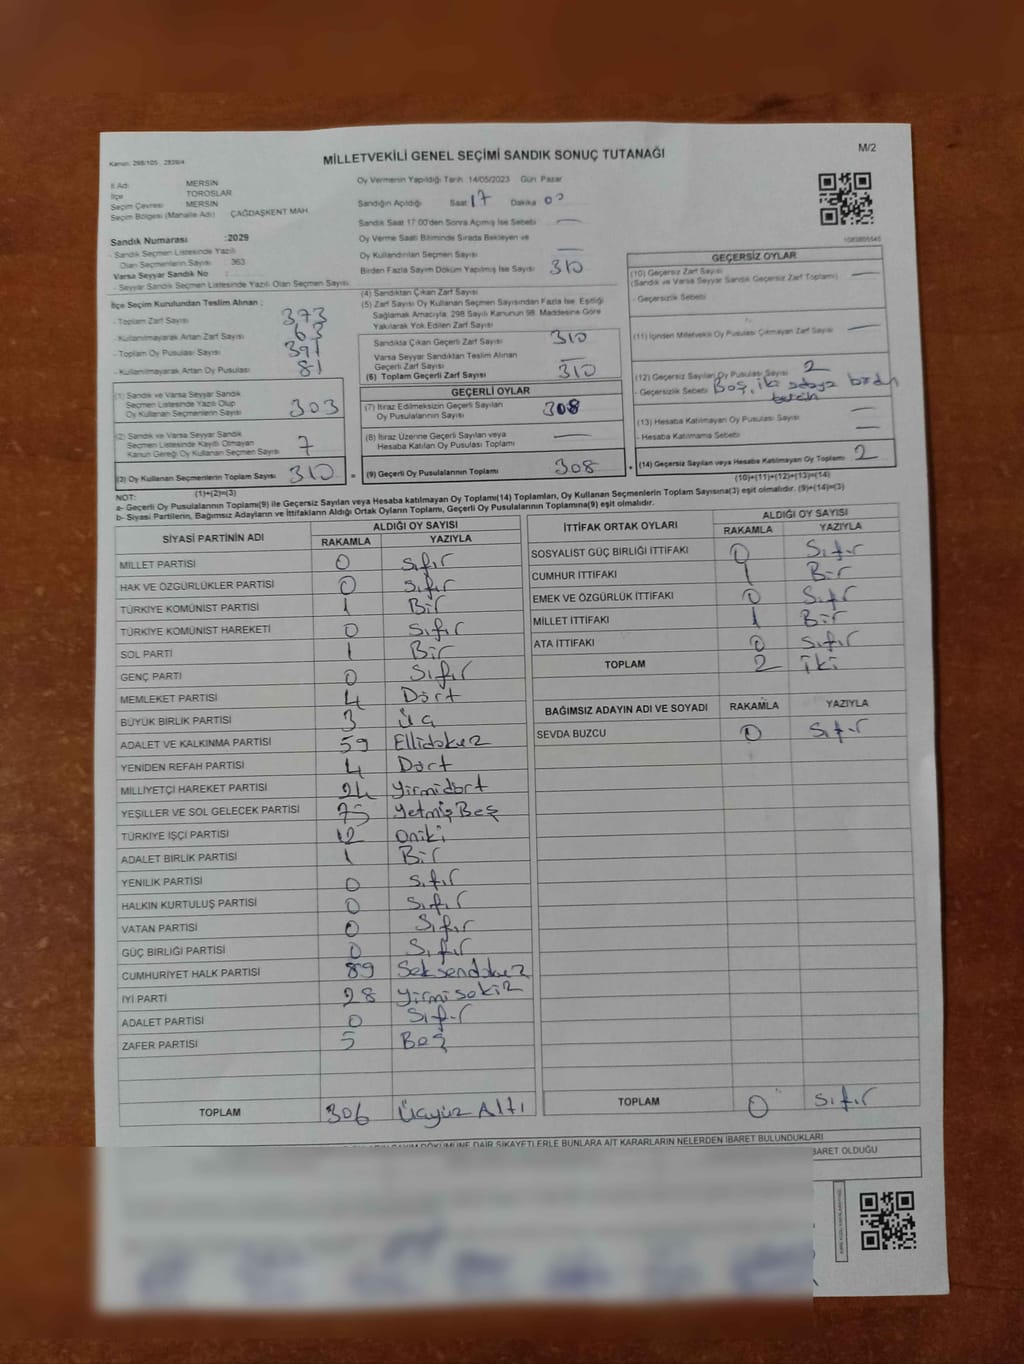 Kanun: 298/105 , 2839/4
MİLLETVEKİLİ GENEL SEÇİMİ SANDIK SONUÇ TUTANAĞI
M/2
İl Adı MERSİN
İlçe TOROSLAR
Seçim Çevresi MERSİN
Seçim Bölgesi (Mahalle Adı) ÇAĞDAŞKENT MAH.
Sandık Numarası :2029
- Sandık Seçmen Listesinde Yazılı
Olan Seçmenlerin Sayısı 363
Varsa Seyyar Sandık No :
- Seyyar Sandık Seçmen Listesinde Yazılı Olan Seçmen Sayısı
Oy Vermenin Yapıldığı Tarih 14/05/2023 Gün Pazar
Sandığın Açıldığı Saat 17 Dakika 00
Sandık Saat 17:00'den Sonra Açılmış İse Sebebi —
Oy Verme Saati Bitiminde Sırada Bekleyen ve
Oy Kullandırılan Seçmen Sayısı —
Birden Fazla Sayım Döküm Yapılmış İse Sayısı 310
İlçe Seçim Kurulundan Teslim Alınan ;
- Toplam Zarf Sayısı 373
- Kullanılmayarak Artan Zarf Sayısı 63
- Toplam Oy Pusulası Sayısı 391
- Kullanılmayarak Artan Oy Pusulası 81
(1) Sandık ve Varsa Seyyar Sandık
Seçmen Listesinde Yazılı Olup
Oy Kullanan Seçmenlerin Sayısı 303
(2) Sandık ve Varsa Seyyar Sandık
Seçmen Listesinde Kayıtlı Olmayan
Kanun Gereği Oy Kullanan Seçmen Sayısı 7
(3) Oy Kullanan Seçmenlerin Toplam Sayısı 310 =
(1)+(2)=(3)
(4) Sandıktan Çıkan Zarf Sayısı
(5) Zarf Sayısı Oy Kullanan Seçmen Sayısından Fazla İse, Eşitliği
Sağlamak Amacıyla, 298 Sayılı Kanunun 98. Maddesine Göre
Yakılarak Yok Edilen Zarf Sayısı
Sandıkta Çıkan Geçerli Zarf Sayısı 310
Varsa Seyyar Sandıktan Teslim Alınan
Geçerli Zarf Sayısı —
(6) Toplam Geçerli Zarf Sayısı 310
GEÇERLİ OYLAR
(7) İtiraz Edilmeksizin Geçerli Sayılan
Oy Pusulalarının Sayısı 308
(8) İtiraz Üzerine Geçerli Sayılan veya
Hesaba Katılan Oy Pusulası Toplamı —
(9) Geçerli Oy Pusulalarının Toplamı 308 +
GEÇERSİZ OYLAR
(10) Geçersiz Zarf Sayısı
(Sandık ve Varsa Seyyar Sandık Geçersiz Zarf Toplamı) —
- Geçersizlik Sebebi
(11) İçinden Milletvekili Oy Pusulası Çıkmayan Zarf Sayısı —
(12) Geçersiz Sayılan Oy Pusulası Sayısı 2
- Geçersizlik Sebebi Boş, iki adaya birden
(13) Hesaba Katılmayan Oy Pusulası Sayısı —
- Hesaba Katılmama Sebebi —
(14) Geçersiz Sayılan veya Hesaba Katılmayan Oy Toplamı 2
(10)+(11)+(12)+(13)=(14)
NOT:
a- Geçerli Oy Pusulasının Toplamı(9) ile Geçersiz Sayılan veya Hesaba katılmayan Oy Toplamı(14) Toplamları, Oy Kullanan Seçmenlerin Toplam Sayısına(3) eşit olmalıdır. (9)+(14)=(3)
b- Siyasi Partilerin, Bağımsız Adayların ve İttifakların Aldığı Ortak Oyların Toplamı, Geçerli Oy Pusulasının Toplamına(9) eşit olmalıdır.
SİYASİ PARTİNİN ADI ALDIĞI OY SAYISI
RAKAMLA YAZIYLA
MİLLET PARTİSİ 0 Sıfır
HAK VE ÖZGÜRLÜKLER PARTİSİ 0 Sıfır
TÜRKİYE KOMÜNİST PARTİSİ 1 Bir
TÜRKİYE KOMÜNİST HAREKETİ 0 Sıfır
SOL PARTİ 1 Bir
GENÇ PARTİ 0 Sıfır
MEMLEKET PARTİSİ 4 Dört
BÜYÜK BİRLİK PARTİSİ 3 Üç
ADALET VE KALKINMA PARTİSİ 59 Ellidokuz
YENİDEN REFAH PARTİSİ 4 Dört
MİLLİYETÇİ HAREKET PARTİSİ 24 Yirmidört
YEŞİLLER VE SOL GELECEK PARTİSİ 75 YetmişBeş
TÜRKİYE İŞÇİ PARTİSİ 12 Oniki
ADALET BİRLİK PARTİSİ 1 Bir
YENİLİK PARTİSİ 0 Sıfır
HALKIN KURTULUŞ PARTİSİ 0 Sıfır
VATAN PARTİSİ 0 Sıfır
GÜÇ BİRLİĞİ PARTİSİ 0 Sıfır
CUMHURİYET HALK PARTİSİ 89 Seksendokuz
İYİ PARTİ 28 Yirmisekiz
ADALET PARTİSİ 0 Sıfır
ZAFER PARTİSİ 5 Beş
TOPLAM 306 Üçyüz Altı
İTTİFAK ORTAK OYLARI ALDIĞI OY SAYISI
RAKAMLA YAZIYLA
SOSYALİST GÜÇ BİRLİĞİ İTTİFAKI 0 Sıfır
CUMHUR İTTİFAKI 1 Bir
EMEK VE ÖZGÜRLÜK İTTİFAKI 0 Sıfır
MİLLET İTTİFAKI 1 Bir
ATA İTTİFAKI 0 Sıfır
TOPLAM 2 İki
BAĞIMSIZ ADAYIN ADI VE SOYADI RAKAMLA YAZIYLA
SEVDA BUZCU 0 Sıfır
TOPLAM 0 Sıfır
SAYIM DÖKÜMÜNE DAİR ŞİKAYETLERLE BUNLARA AİT KARARLARIN NELERDEN İBARET BULUNDUKLARI
BARET OLDUĞU